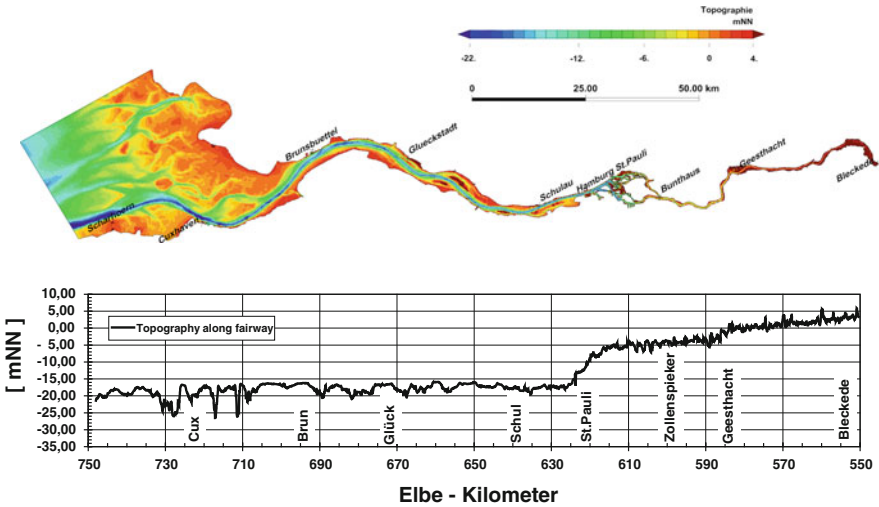 Topographie
mNN
-22. -12. -6. 0 4.
0 25.00 50.00 km
Brunsbuettel
Glueckstadt
Schulau
Hamburg St.Pauli
Bunthaus
Geesthacht
Bleckede
Scharhoern
Cuxhaven
10,00
5,00
0,00
- 5,00
-10,00
-15,00
-20,00
-25,00
-30,00
-35,00
[ mNN ]
Topography along fairway
Cux
Brun
Glück
Schul
St.Pauli
Zollenspieker
Geesthacht
Bleckede
750 730 710 690 670 650 630 610 590 570 550
Elbe - Kilometer